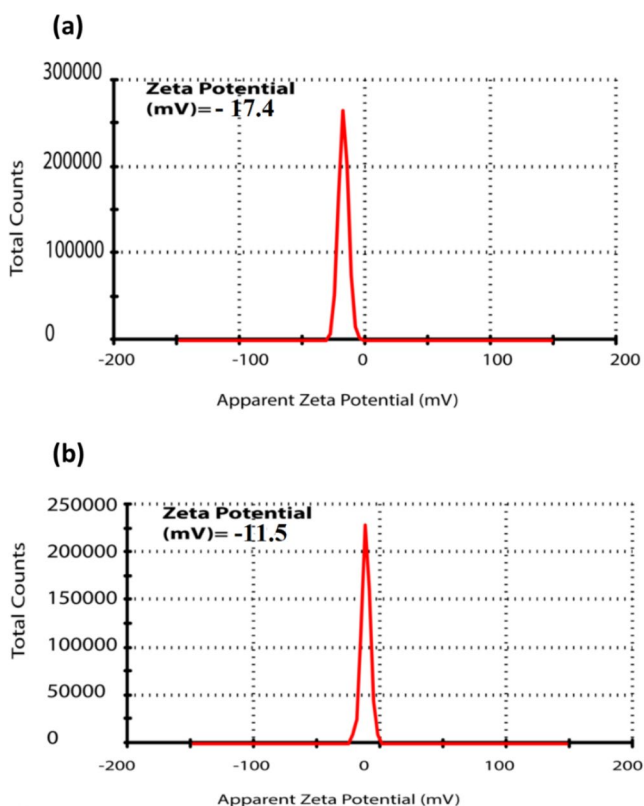 (a)
300000
Zeta Potential
(mV)= - 17.4
200000
100000
0
Total Counts
-200 -100 0 100 200
Apparent Zeta Potential (mV)
(b)
250000
Zeta Potential
(mV)= -11.5
200000
150000
100000
50000
0
Total Counts
-200 -100 0 100 200
Apparent Zeta Potential (mV)